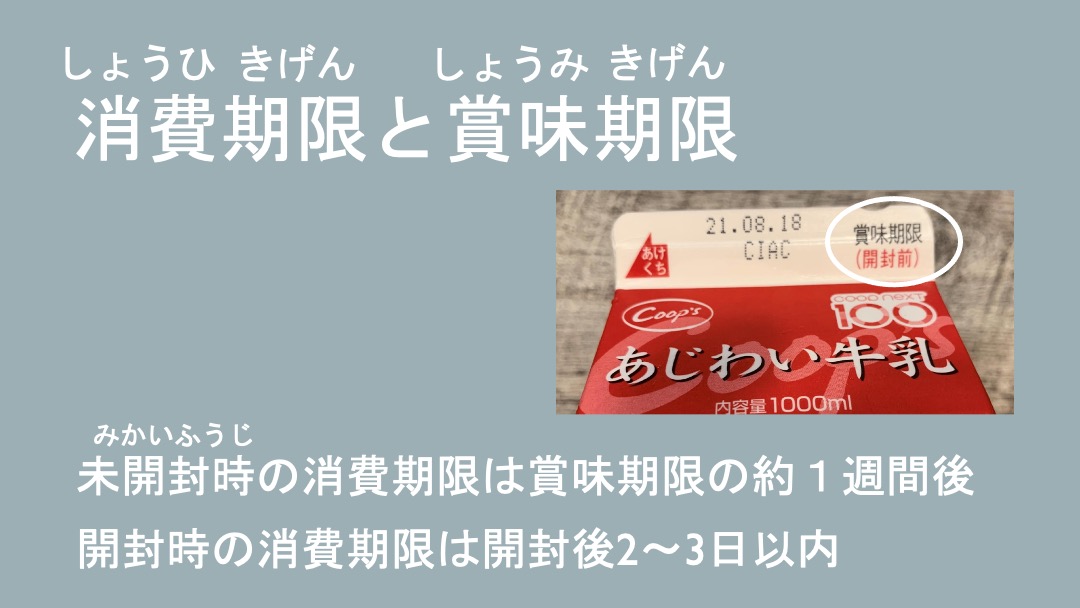 しょうひ きげん しょうみ きげん
消費期限と賞味期限
21.08.18
CIAC
賞味期限
(開封前)
あけ
くち
Coop's
COOP NEXT
100
Coop's
あじわい牛乳
内容量1000ml
みかいふうじ
未開封時の消費期限は賞味期限の約１週間後
開封時の消費期限は開封後2〜3日以内